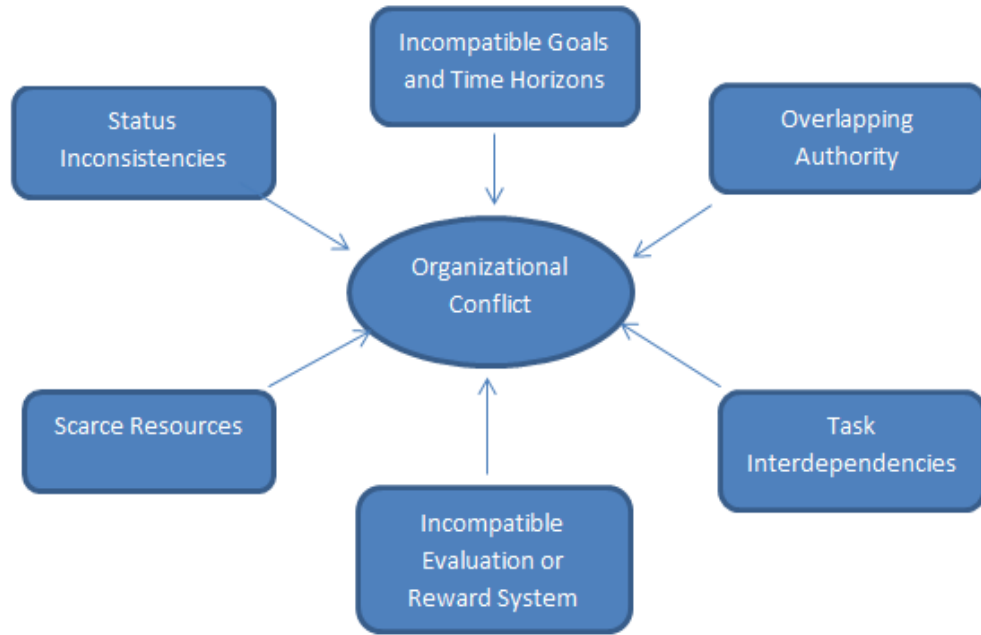 Incompatible Goals
and Time Horizons
Status
Inconsistencies
Overlapping
Authority
Organizational
Conflict
Scarce Resources
Task
Interdependencies
Incompatible
Evaluation or
Reward System